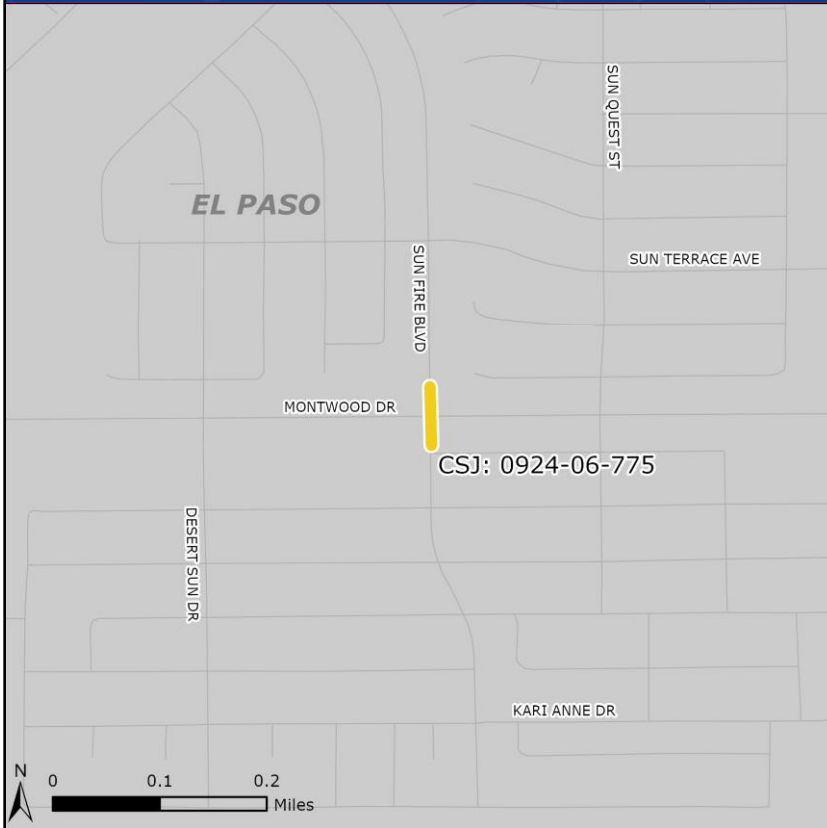 SUN QUEST ST
EL PASO
SUN FIRE BLVD
SUN TERRACE AVE
MONTWOOD DR
CSJ: 0924-06-775
DESERT SUN DR
KARI ANNE DR
N
0 0.1 0.2
Miles